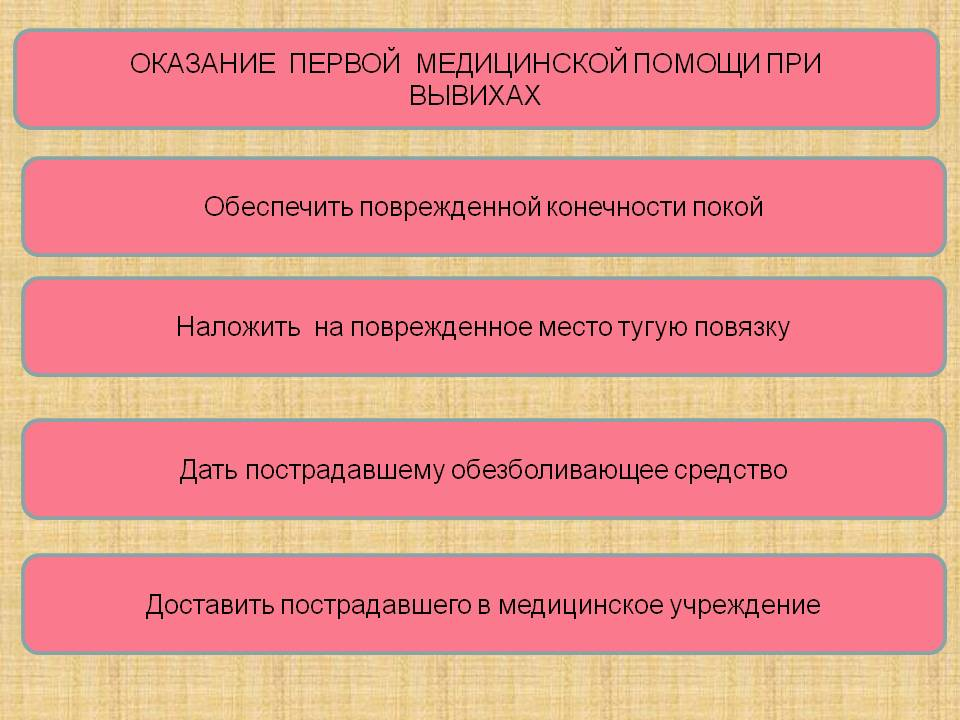 ОКАЗАНИЕ ПЕРВОЙ МЕДИЦИНСКОЙ ПОМОЩИ ПРИ
ВЫВИХАХ
Обеспечить поврежденной конечности покой
Наложить на поврежденное место тугую повязку
Дать пострадавшему обезболивающее средство
Доставить пострадавшего в медицинское учреждение